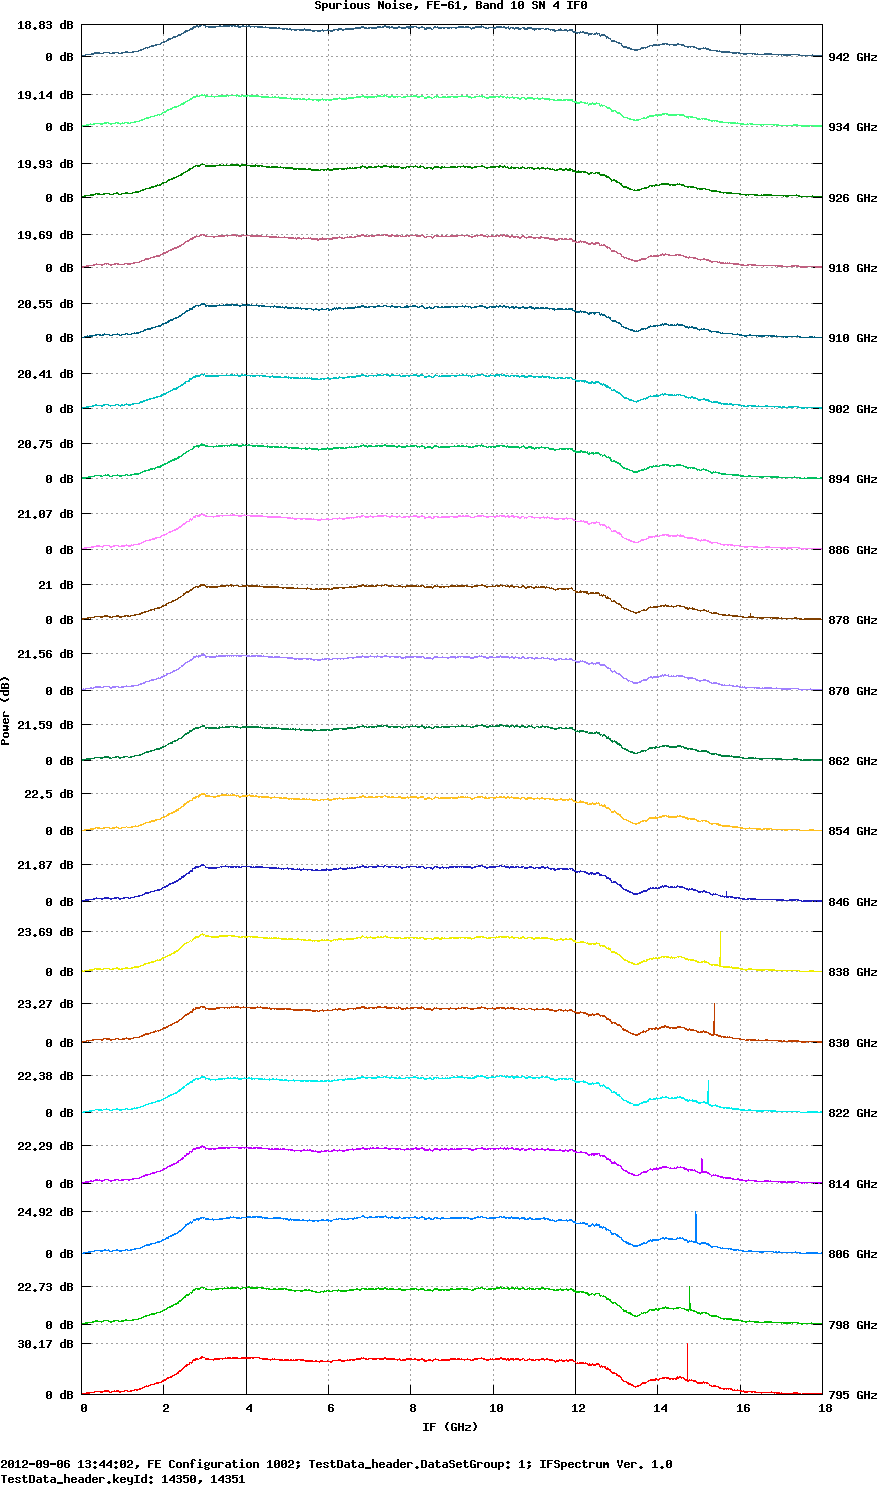 Spurious Noise, FE-61, Band 10 SN 4 IF0
18.83 dB
0 dB
942 GHz
19.14 dB
0 dB
934 GHz
19.93 dB
0 dB
926 GHz
19.69 dB
0 dB
918 GHz
20.55 dB
0 dB
910 GHz
20.41 dB
0 dB
902 GHz
20.75 dB
0 dB
894 GHz
21.07 dB
0 dB
886 GHz
21 dB
0 dB
878 GHz
21.56 dB
0 dB
870 GHz
Power (dB)
21.59 dB
0 dB
862 GHz
22.5 dB
0 dB
854 GHz
21.87 dB
0 dB
846 GHz
23.69 dB
0 dB
838 GHz
23.27 dB
0 dB
830 GHz
22.38 dB
0 dB
822 GHz
22.29 dB
0 dB
814 GHz
24.92 dB
0 dB
806 GHz
22.73 dB
0 dB
798 GHz
30.17 dB
0 dB
795 GHz
0 2 4 6 8 10 12 14 16 18
IF (GHz)
2012-09-06 13:44:02, FE Configuration 1002; TestData_header.DataSetGroup: 1; IFSpectrum Ver. 1.0
TestData_header.keyId: 14350, 14351